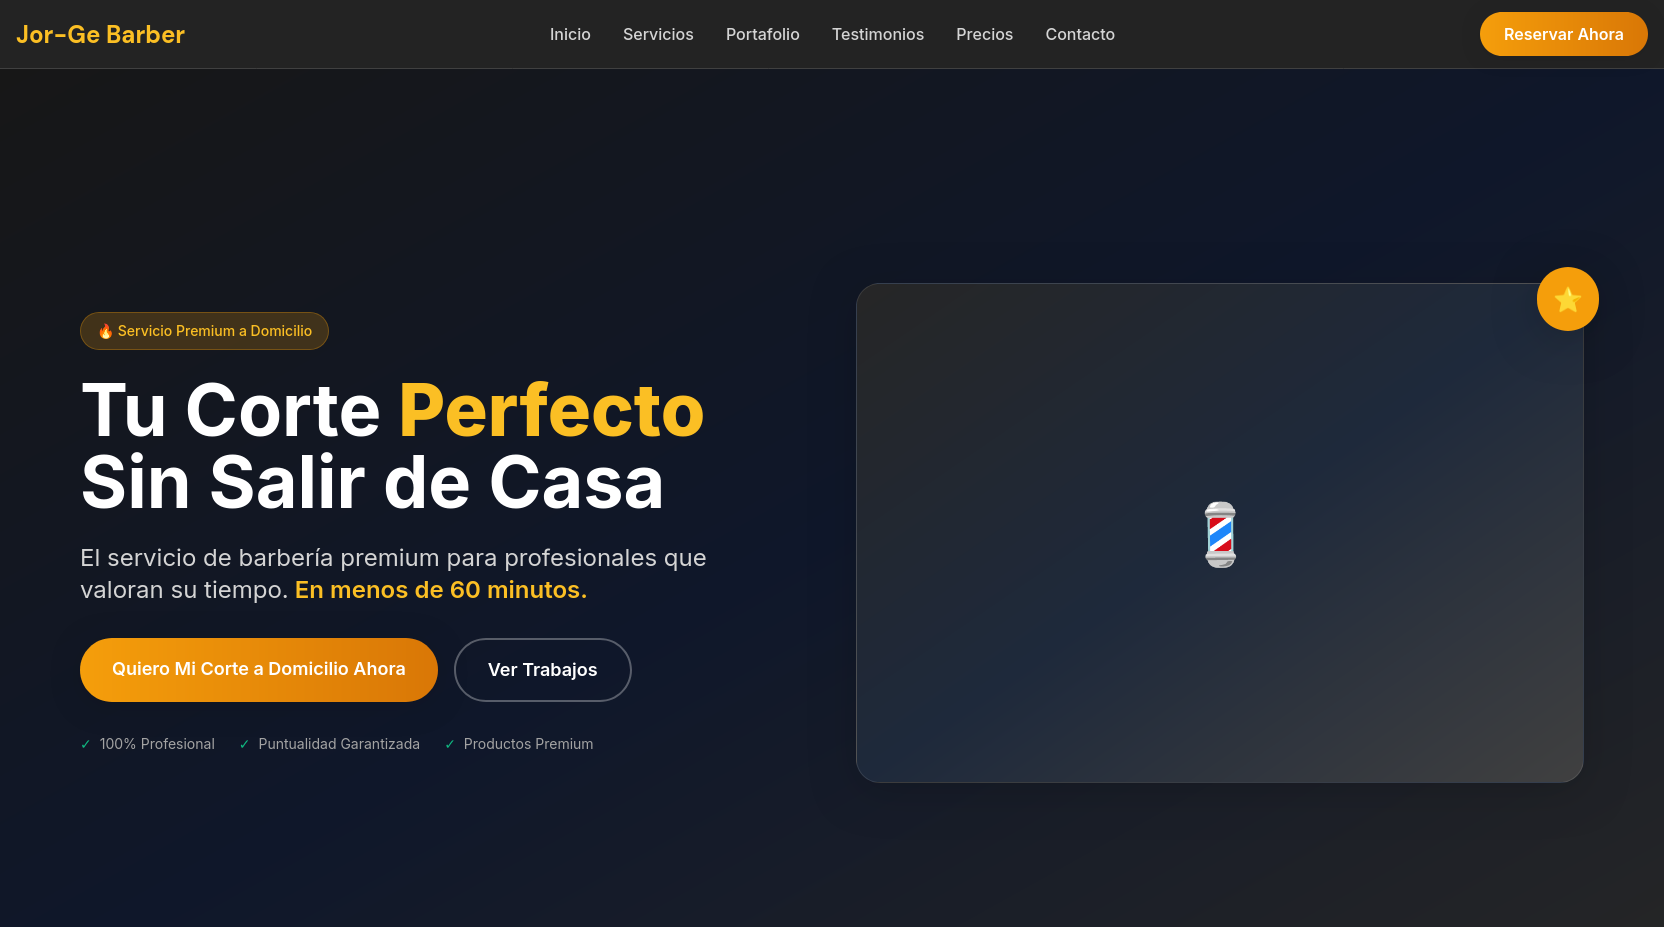 Jor-Ge Barber
Inicio
Servicios
Portafolio
Testimonios
Precios
Contacto
Reservar Ahora
🔥 Servicio Premium a Domicilio
Tu Corte Perfecto
Sin Salir de Casa
El servicio de barbería premium para profesionales que
valoran su tiempo. En menos de 60 minutos.
Quiero Mi Corte a Domicilio Ahora
Ver Trabajos
✓ 100% Profesional
✓ Puntualidad Garantizada
✓ Productos Premium